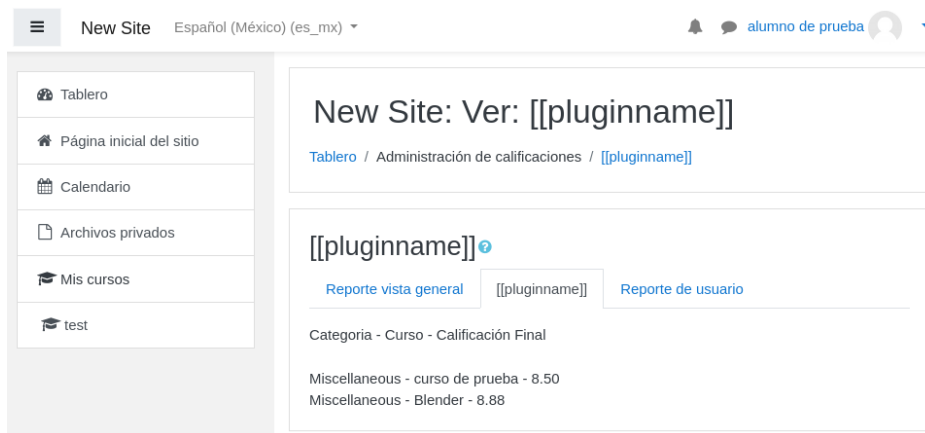 New Site Español (México) (es_mx) alumno de prueba
Tablero
Página inicial del sitio
Calendario
Archivos privados
Mis cursos
test
New Site: Ver: [[pluginname]]
Tablero / Administración de calificaciones / [[pluginname]]
[[pluginname]]
Reporte vista general [[pluginname]] Reporte de usuario
Categoria - Curso - Calificación Final
Miscellaneous - curso de prueba - 8.50
Miscellaneous - Blender - 8.88